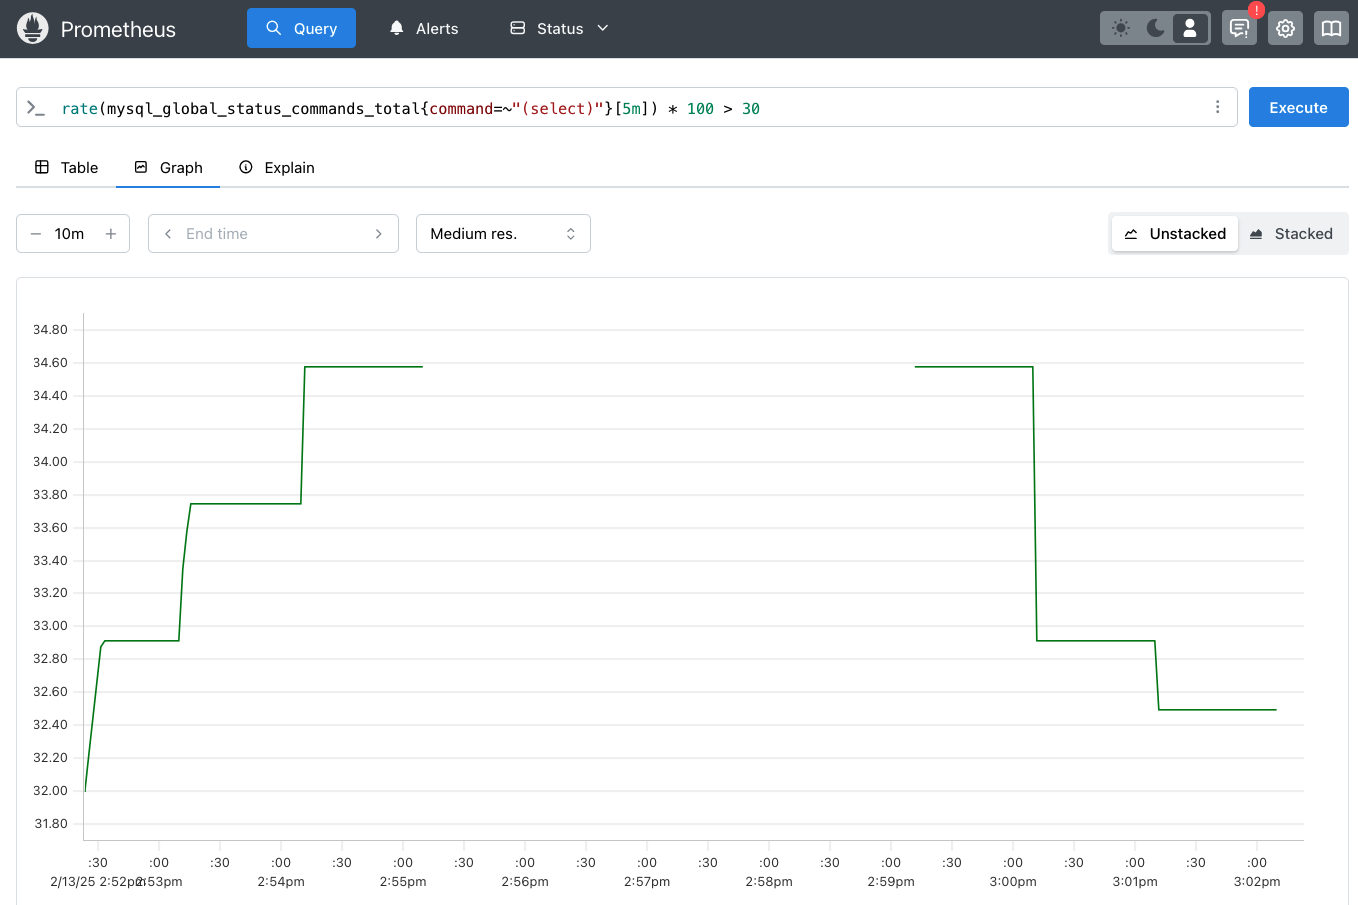 Prometheus
Query
Alerts
Status
!
rate(mysql_global_status_commands_total{command=~"(select)"}[5m]) * 100 > 30
Execute
Table
Graph
Explain
10m
End time
Medium res.
Unstacked
Stacked
34.80
34.60
34.40
34.20
34.00
33.80
33.60
33.40
33.20
33.00
32.80
32.60
32.40
32.20
32.00
31.80
:30 :00 :30 :00 :30 :00 :30 :00 :30 :00 :30 :00 :30 :00 :30 :00 :30 :00 :30 :00
2/13/25 2:52pm 2:53pm 2:54pm 2:55pm 2:56pm 2:57pm 2:58pm 2:59pm 3:00pm 3:01pm 3:02pm